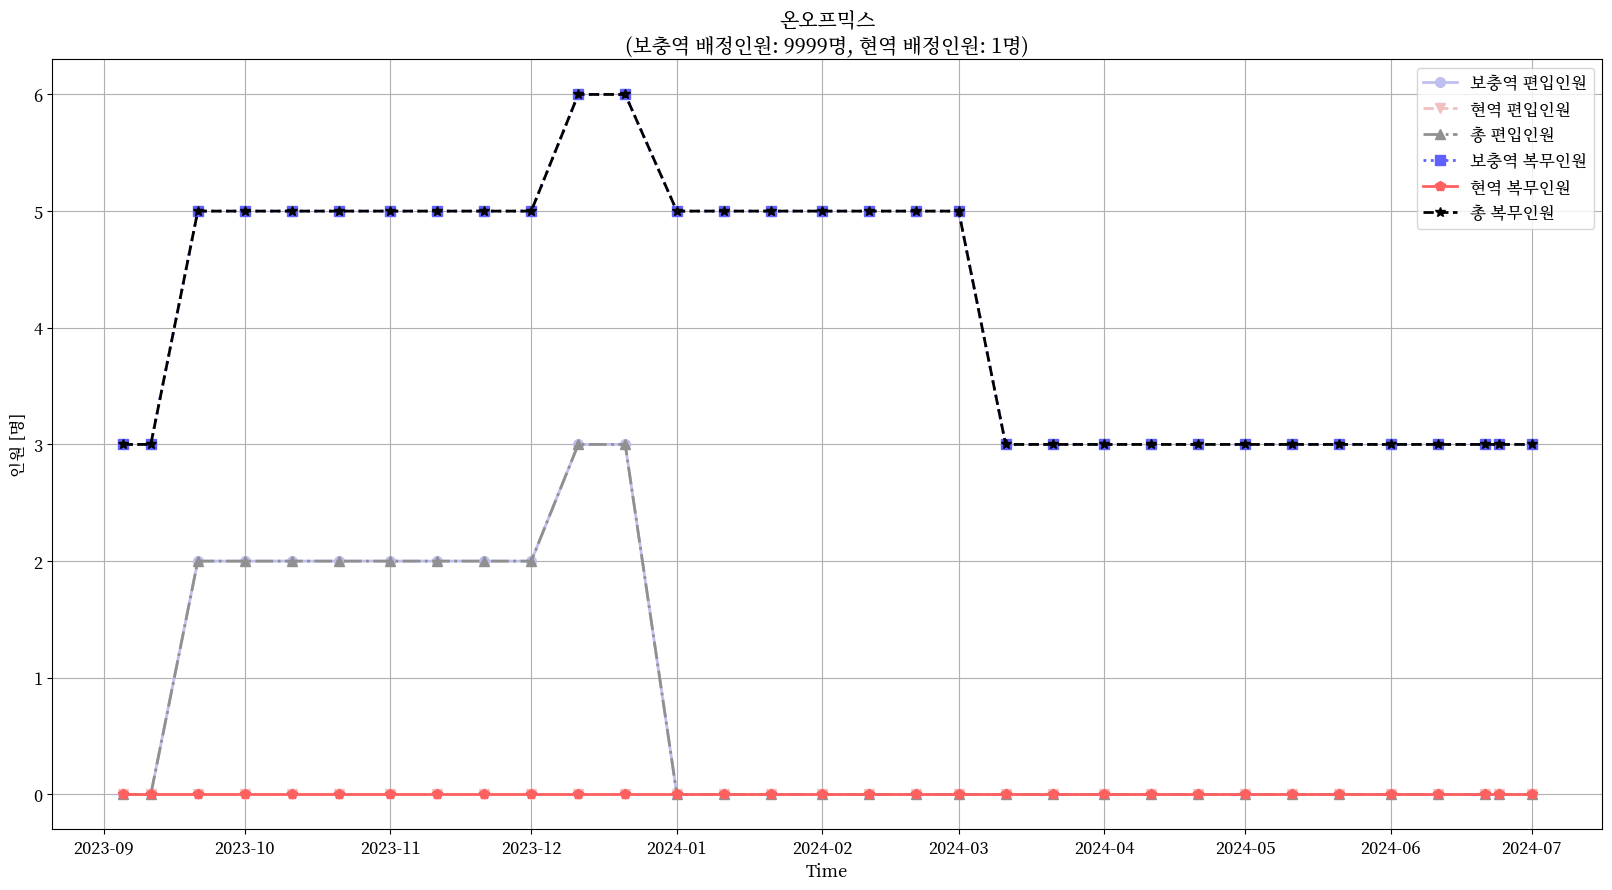 온오프믹스
(보충역 배정인원: 9999명, 현역 배정인원: 1명)
보충역 편입인원
현역 편입인원
총 편입인원
보충역 복무인원
현역 복무인원
총 복무인원
인원 [명]
6
5
4
3
2
1
0
2023-09 2023-10 2023-11 2023-12 2024-01 2024-02 2024-03 2024-04 2024-05 2024-06 2024-07
Time